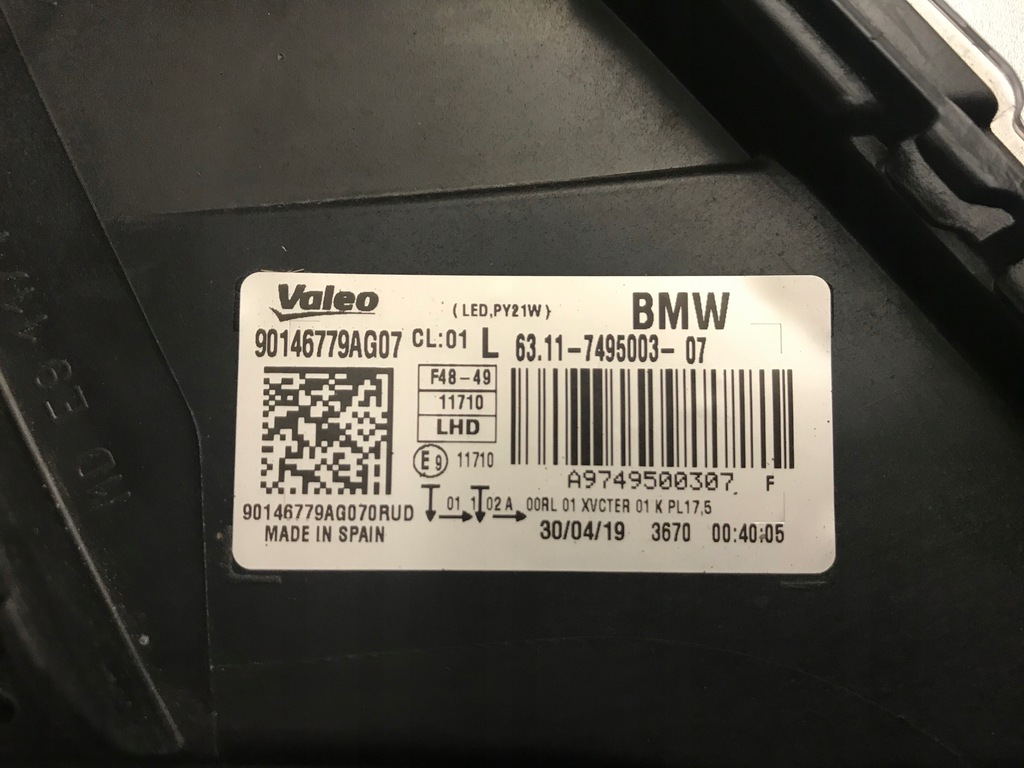 Valeo
(LED,PY21W)
BMW
90146779AG07 CL:01 L 63.11-7495003-07
F48-49
11710
LHD
E9 11710
A9749500307 F
90146779AG070RUD
01 1 02 A 00RL 01 XVCTER 01 K PL17,5
MADE IN SPAIN
30/04/19 3670 00:40:05